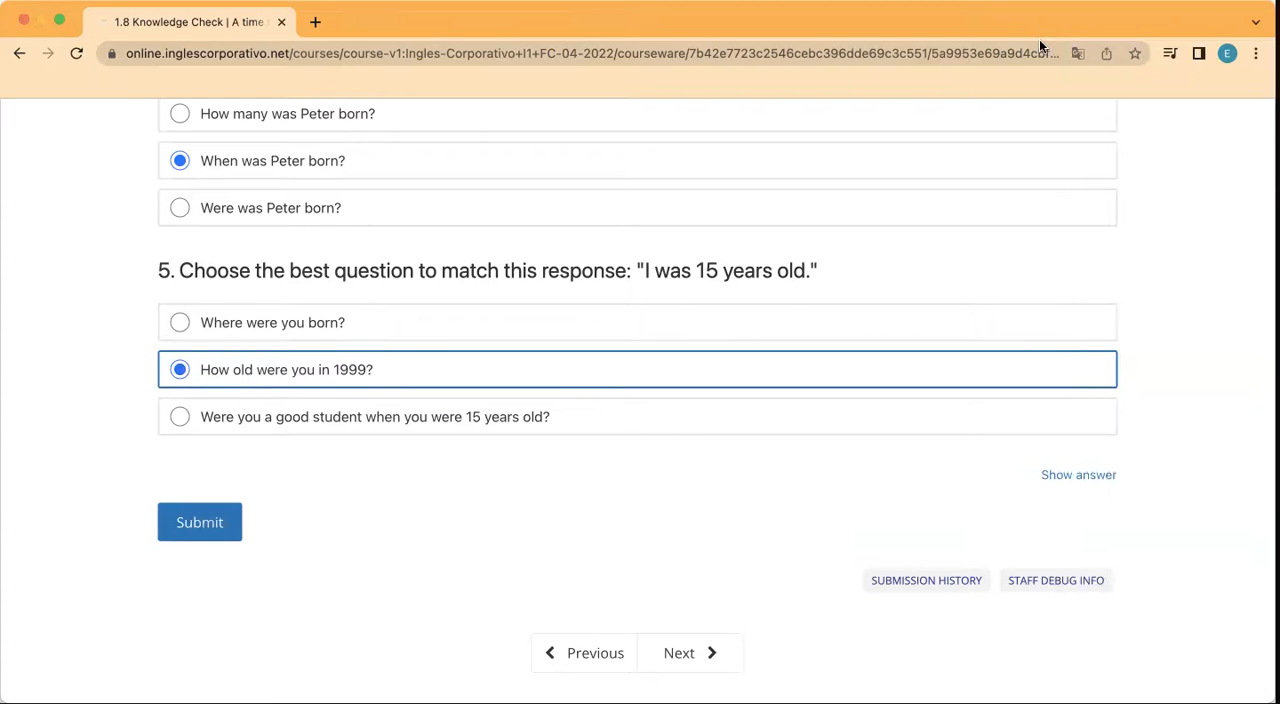 1.8 Knowledge Check | A time
online.inglescorporativo.net/courses/course-v1:Ingles-Corporativo+I1+FC-04-2022/courseware/7b42e7723c2546cebc396dde69c3c551/5a9953e69a9d4cbf...
E
How many was Peter born?
When was Peter born?
Were was Peter born?
5. Choose the best question to match this response: "I was 15 years old."
Where were you born?
How old were you in 1999?
Were you a good student when you were 15 years old?
Show answer
Submit
SUBMISSION HISTORY
STAFF DEBUG INFO
Previous
Next